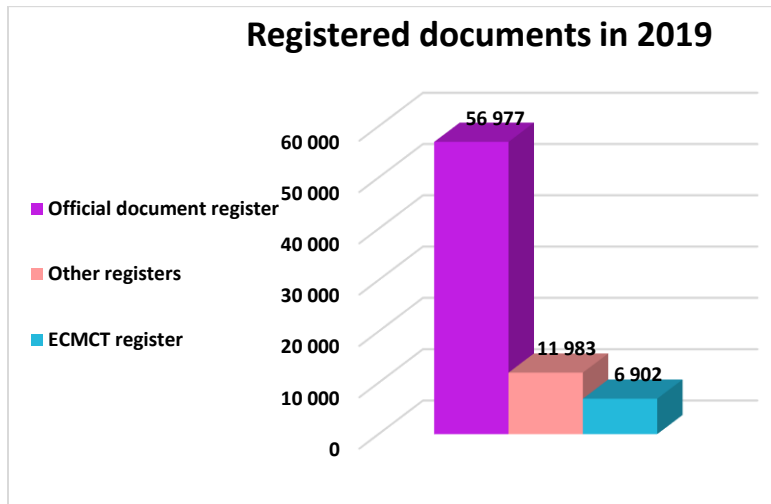 Registered documents in 2019
56 977
60 000
50 000
Official document register
40 000
Other registers
30 000
ECMCT register
20 000
11 983
6 902
10 000
0